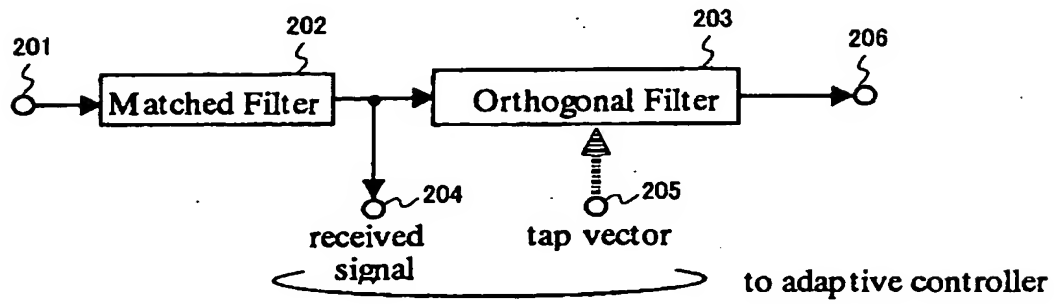 201
202
203
206
Matched Filter
Orthogonal Filter
204
205
received
signal
tap vector
to adaptive controller